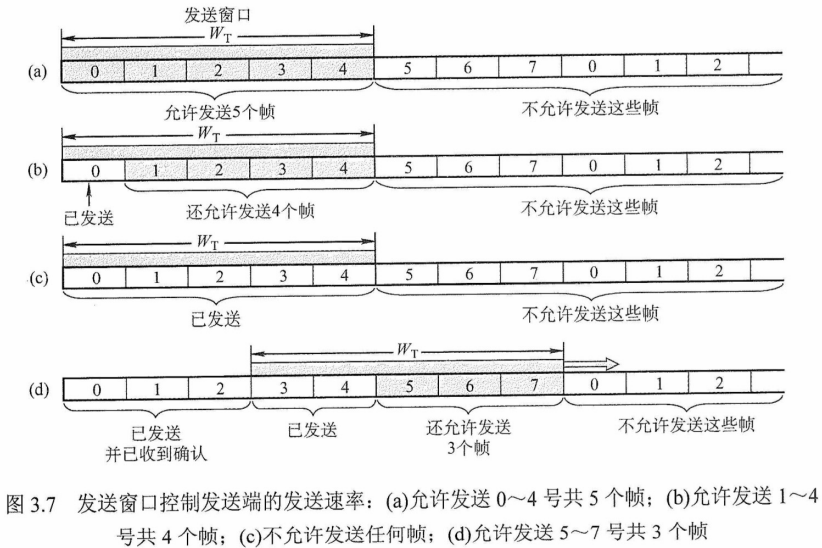 发送窗口
W_T
(a) 0 1 2 3 4 5 6 7 0 1 2
允许发送5个帧 不允许发送这些帧
W_T
(b) 0 1 2 3 4 5 6 7 0 1 2
已发送 还允许发送4个帧 不允许发送这些帧
W_T
(c) 0 1 2 3 4 5 6 7 0 1 2
已发送 不允许发送这些帧
W_T
(d) 0 1 2 3 4 5 6 7 0 1 2
已发送 已发送 还允许发送 不允许发送这些帧
并已收到确认 3个帧
图 3.7 发送窗口控制发送端的发送速率：(a)允许发送 0～4 号共 5 个帧；(b)允许发送 1～4
号共 4 个帧；(c)不允许发送任何帧；(d)允许发送 5～7 号共 3 个帧